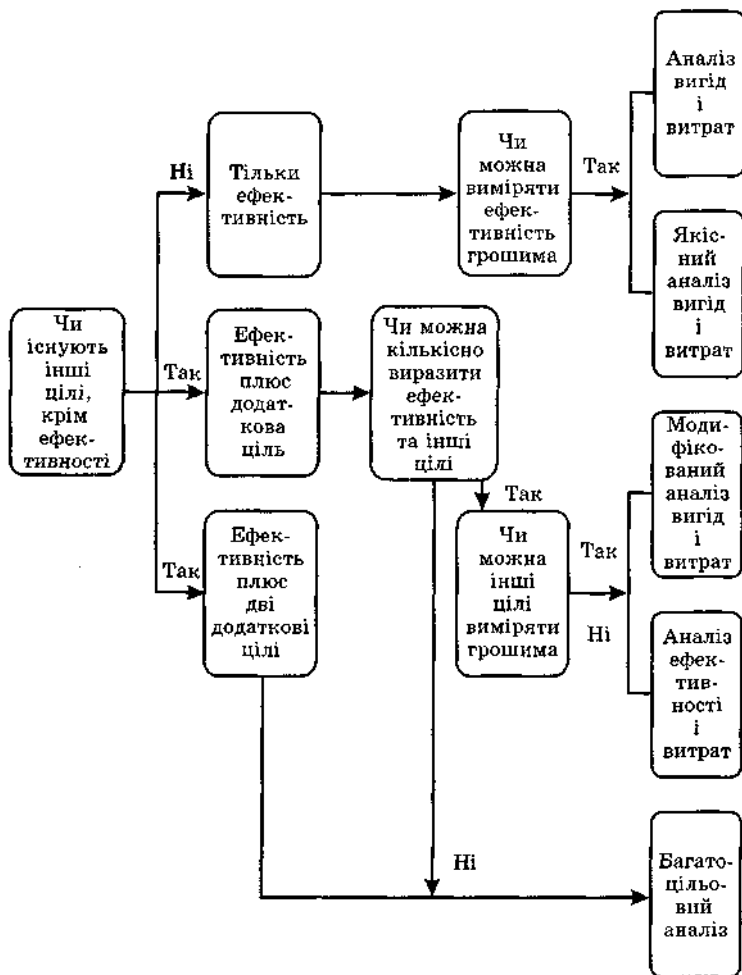 Аналіз
вигід
і
витрат
Ні
Тільки
ефек-
тивність
Чи
можна
виміряти
ефек-
тивність
грошима
Так
Якіс-
ний
аналіз
вигід
і
витрат
Чи
існують
інші
цілі,
крім
ефек-
тивності
Так
Ефек-
тивність
плюс
додат-
кова
ціль
Чи можна
кількісно
виразити
ефек-
тивність
та інші
цілі
Так
Моди-
фіко-
ваний
аналіз
вигід
і
витрат
Так
Ефек-
тивність
плюс
дві
додаткові
цілі
Чи
можна
інші
цілі
виміряти
грошима
Так
Ні
Аналіз
ефек-
тив-
ності
і
витрат
Ні
Багато-
цільо-
вий
аналіз